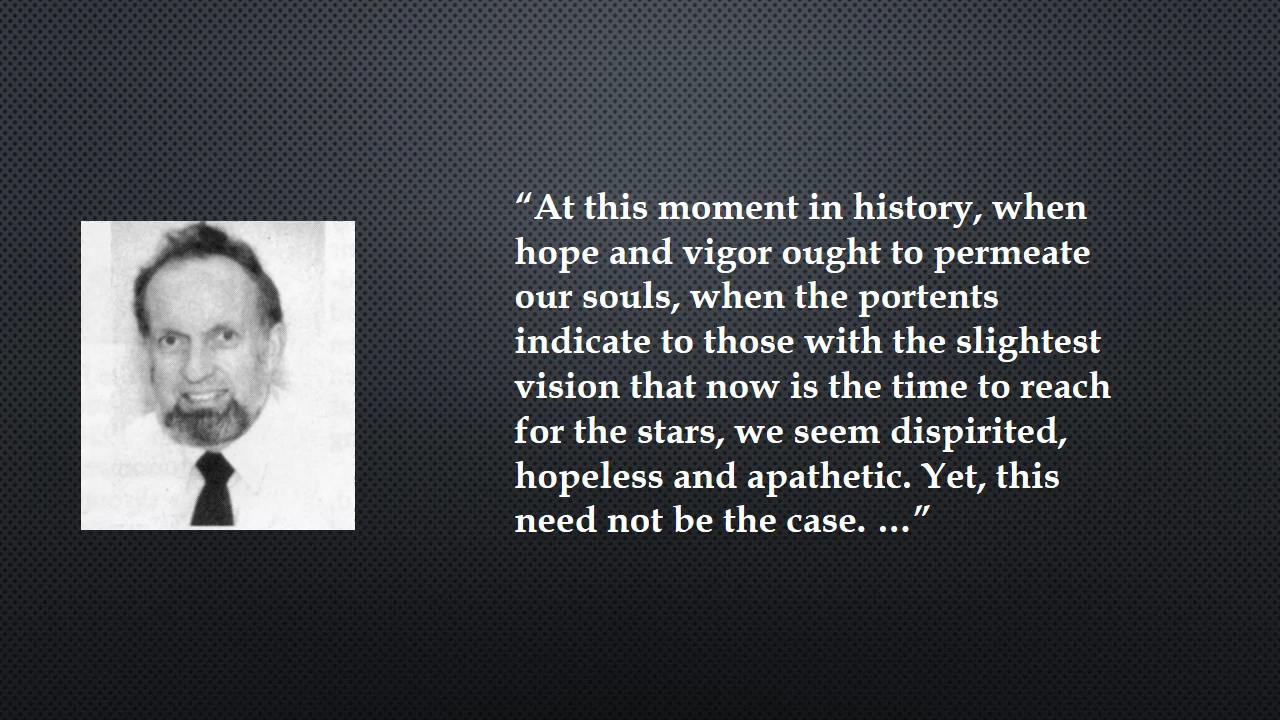 “At this moment in history, when
hope and vigor ought to permeate
our souls, when the portents
indicate to those with the slightest
vision that now is the time to reach
for the stars, we seem dispirited,
hopeless and apathetic. Yet, this
need not be the case. …”